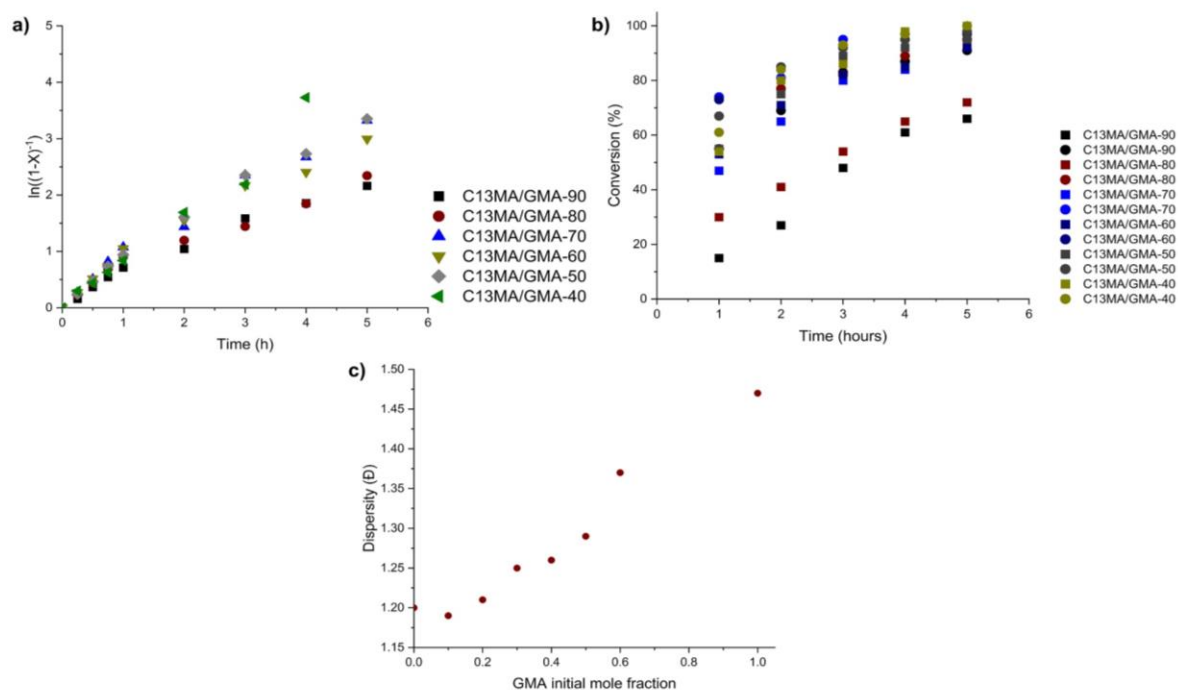 a)
5
4
3
2
1
0
ln((1-X)⁻¹)
0 1 2 3 4 5 6
Time (h)
C13MA/GMA-90
C13MA/GMA-80
C13MA/GMA-70
C13MA/GMA-60
C13MA/GMA-50
C13MA/GMA-40
b)
100
80
60
40
20
0
Conversion (%)
0 1 2 3 4 5 6
Time (hours)
C13MA/GMA-90
C13MA/GMA-90
C13MA/GMA-80
C13MA/GMA-80
C13MA/GMA-70
C13MA/GMA-70
C13MA/GMA-60
C13MA/GMA-60
C13MA/GMA-50
C13MA/GMA-50
C13MA/GMA-40
C13MA/GMA-40
c)
1.50
1.45
1.40
1.35
1.30
1.25
1.20
1.15
Dispersity (Đ)
0.0 0.2 0.4 0.6 0.8 1.0
GMA initial mole fraction